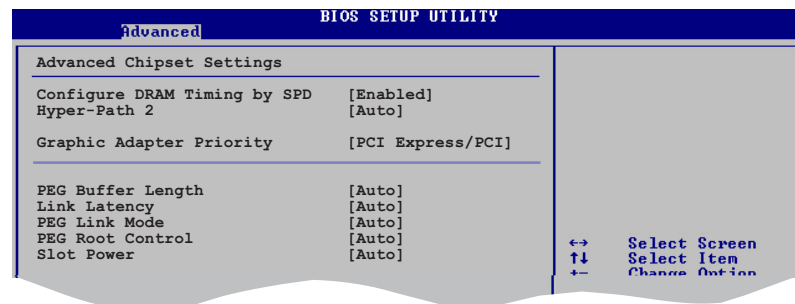 BIOS SETUP UTILITY
Advanced
Advanced Chipset Settings
Configure DRAM Timing by SPD [Enabled]
Hyper-Path 2 [Auto]
Graphic Adapter Priority [PCI Express/PCI]
PEG Buffer Length [Auto]
Link Latency [Auto]
PEG Link Mode [Auto]
PEG Root Control [Auto]
Slot Power [Auto]
←→ Select Screen
↑↓ Select Item
+- Change Option